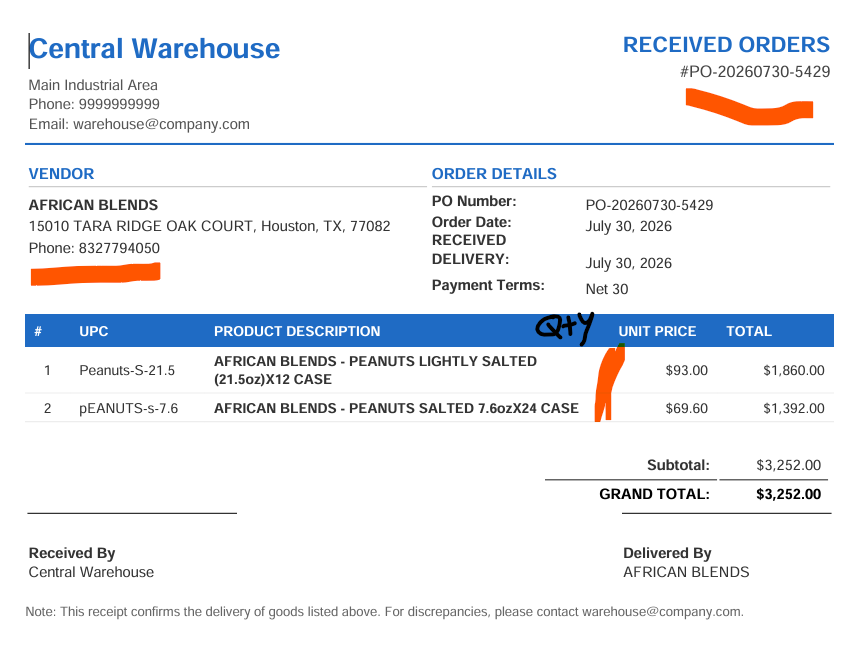 Central Warehouse
RECEIVED ORDERS
#PO-20260730-5429
Main Industrial Area
Phone: 9999999999
Email: warehouse@company.com
VENDOR
AFRICAN BLENDS
15010 TARA RIDGE OAK COURT, Houston, TX, 77082
Phone: 8327794050
ORDER DETAILS
PO Number: PO-20260730-5429
Order Date: July 30, 2026
RECEIVED
DELIVERY: July 30, 2026
Payment Terms: Net 30
# UPC PRODUCT DESCRIPTION Qty UNIT PRICE TOTAL
1 Peanuts-S-21.5 AFRICAN BLENDS - PEANUTS LIGHTLY SALTED
(21.5oz)X12 CASE $93.00 $1,860.00
2 pEANUTS-s-7.6 AFRICAN BLENDS - PEANUTS SALTED 7.6ozX24 CASE $69.60 $1,392.00
Subtotal: $3,252.00
GRAND TOTAL: $3,252.00
Received By
Central Warehouse
Delivered By
AFRICAN BLENDS
Note: This receipt confirms the delivery of goods listed above. For discrepancies, please contact warehouse@company.com.